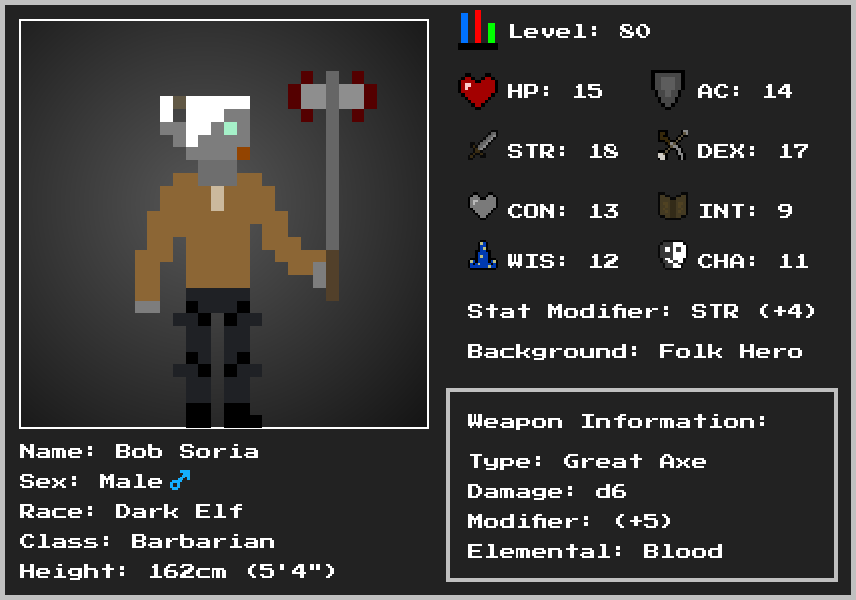 Level: 80
HP: 15 AC: 14
STR: 18 DEX: 17
CON: 13 INT: 9
WIS: 12 CHA: 11
Stat Modifier: STR (+4)
Background: Folk Hero
Weapon Information:
Type: Great Axe
Damage: d6
Modifier: (+5)
Elemental: Blood
Name: Bob Soria
Sex: Male ♂
Race: Dark Elf
Class: Barbarian
Height: 162cm (5'4")